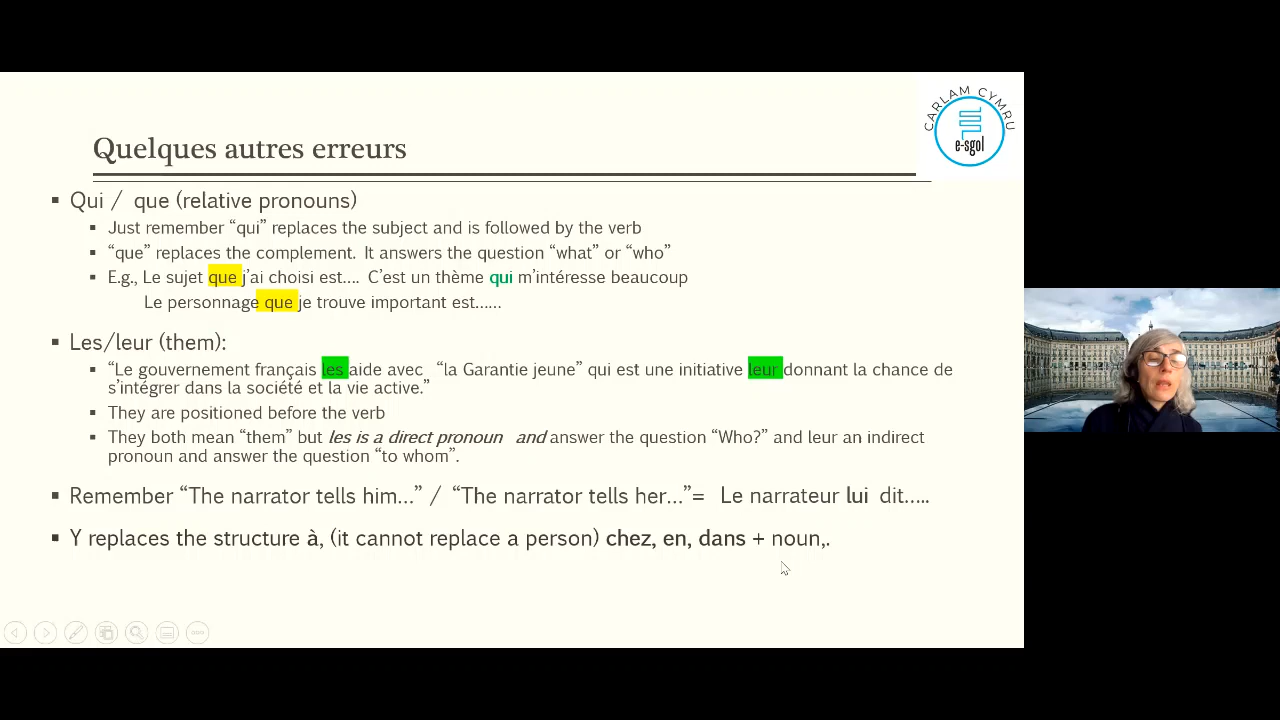 CARLAM CYMRU
e-sgol
Quelques autres erreurs
Qui / que (relative pronouns)
Just remember “qui” replaces the subject and is followed by the verb
“que” replaces the complement. It answers the question “what” or “who”
E.g., Le sujet que j’ai choisi est…. C’est un thème qui m’intéresse beaucoup
Le personnage que je trouve important est……
Les/leur (them):
“Le gouvernement français les aide avec “la Garantie jeune” qui est une initiative leur donnant la chance de
s’intégrer dans la société et la vie active.”
They are positioned before the verb
They both mean “them” but les is a direct pronoun and answer the question “Who?” and leur an indirect
pronoun and answer the question “to whom”.
Remember “The narrator tells him…” / “The narrator tells her…”= Le narrateur lui dit…..
Y replaces the structure à, (it cannot replace a person) chez, en, dans + noun,.